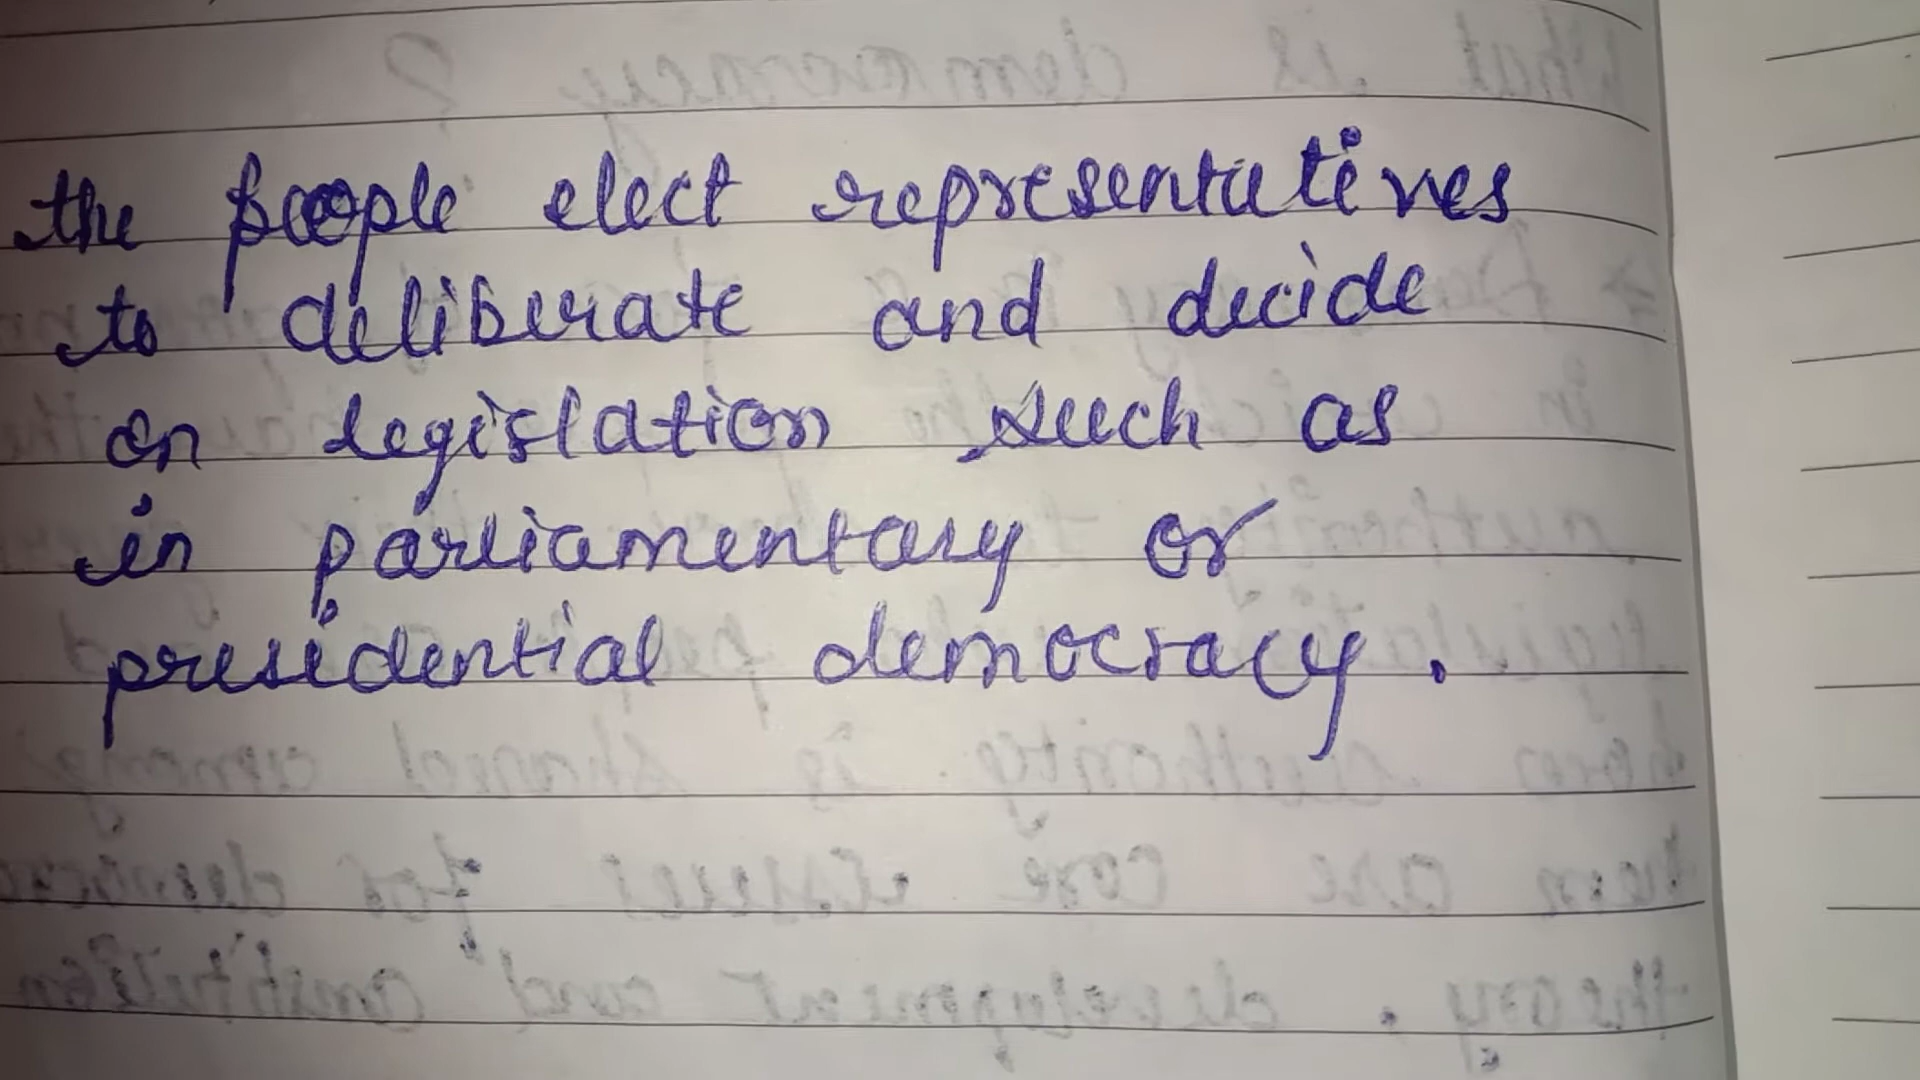 the people elect representatives
to deliberate and decide
on legislation such as
in parliamentary or
presidential democracy.